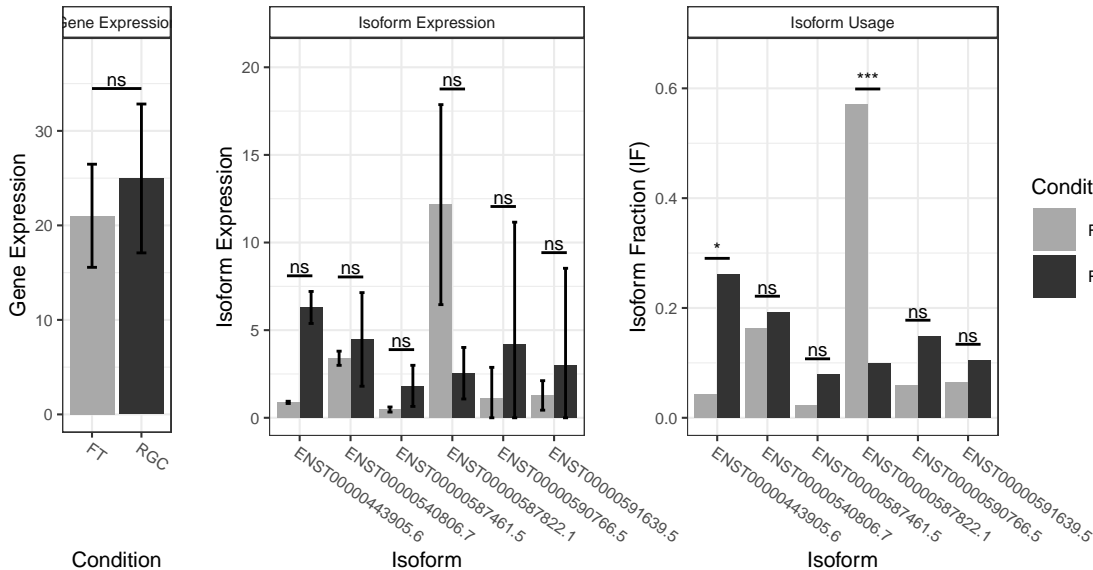 Gene Expression
Isoform Expression
Isoform Usage
Gene Expression
0
10
20
30
ns
FT
RGC
Condition
Isoform Expression
0
5
10
15
20
ns
ns
ns
ns
ns
ns
ENST00000443905.6
ENST00000540806.7
ENST00000587461.5
ENST00000587822.1
ENST00000590766.5
ENST00000591639.5
Isoform
Isoform Fraction (IF)
0.0
0.2
0.4
0.6
*
ns
ns
***
ns
ns
ENST00000443905.6
ENST00000540806.7
ENST00000587461.5
ENST00000587822.1
ENST00000590766.5
ENST00000591639.5
Isoform